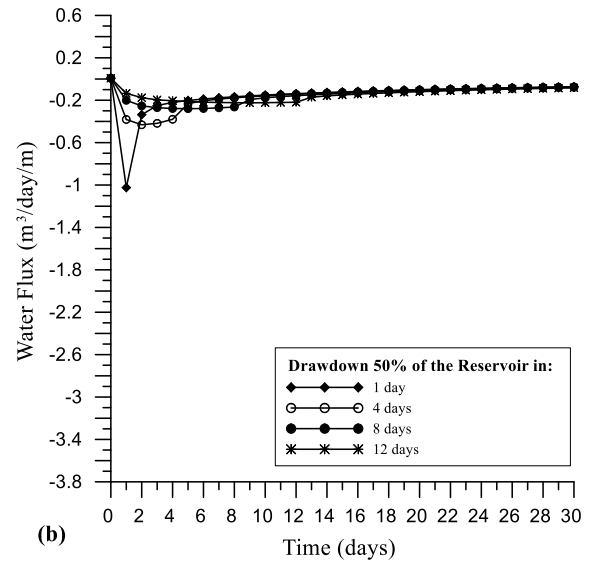 0.6
0.2
-0.2
-0.6
-1
-1.4
-1.8
-2.2
-2.6
-3
-3.4
-3.8
Water Flux (m³/day/m)
Drawdown 50% of the Reservoir in:
1 day
4 days
8 days
12 days
0 2 4 6 8 10 12 14 16 18 20 22 24 26 28 30
Time (days)
(b)